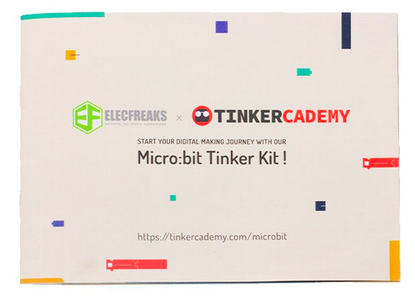 ELECFREAKS × TINKERCADEMY
START YOUR DIGITAL MAKING JOURNEY WITH OUR
Micro:bit Tinker Kit !
https://tinkercademy.com/microbit